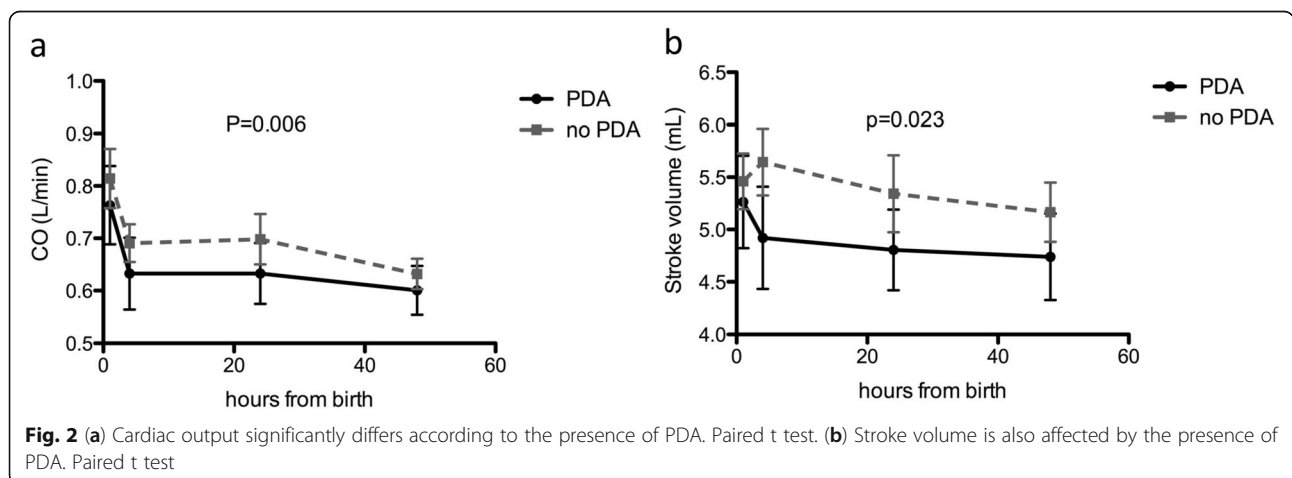 a
1.0
0.9
0.8
0.7
0.6
0.5
CO (L/min)
P=0.006
PDA
no PDA
0 20 40 60
hours from birth
b
6.5
6.0
5.5
5.0
4.5
4.0
Stroke volume (mL)
p=0.023
PDA
no PDA
0 20 40 60
hours from birth
Fig. 2 (a) Cardiac output significantly differs according to the presence of PDA. Paired t test. (b) Stroke volume is also affected by the presence of
PDA. Paired t test